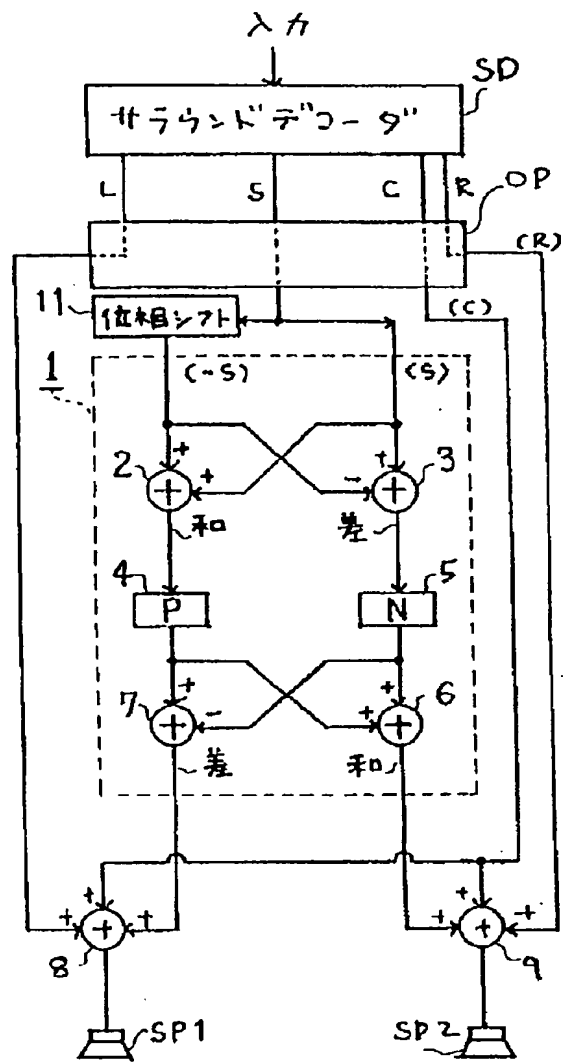 入力
SD
サラウンドデコーダ
L S C R
OP
(R)
(C)
11
位相シフト
1
(-S) (S)
+ + - +
2 + + 3
和 差
4 5
P N
+ - + +
7 + + 6
差 和
+ + + + + +
+ +
8 9
SP1 SP2